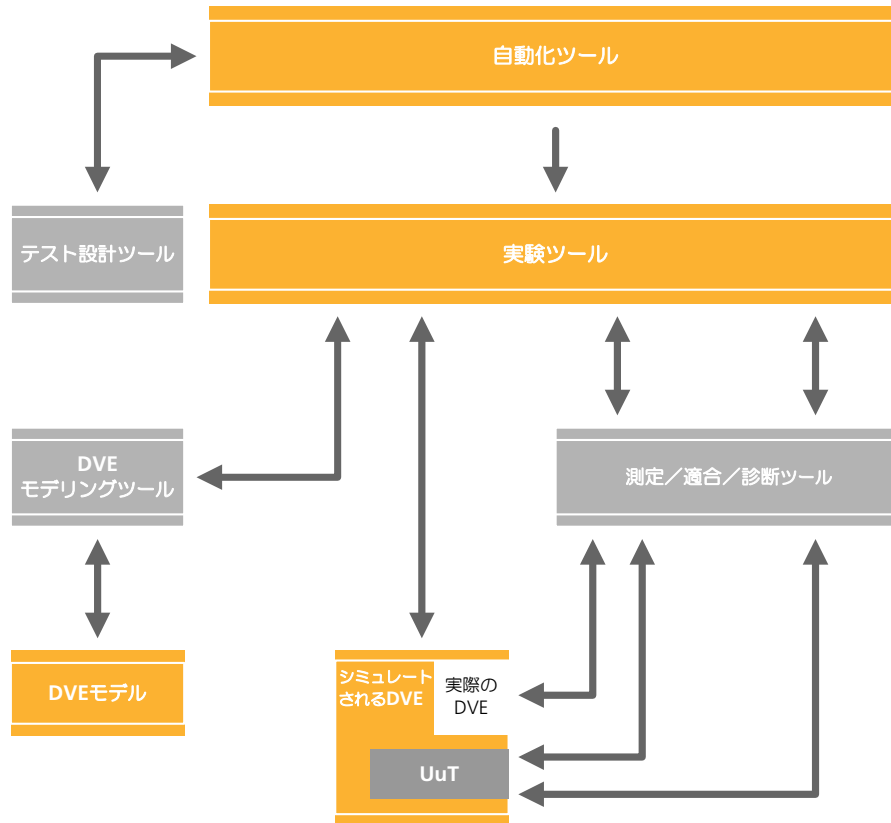 自動化ツール
テスト設計ツール
実験ツール
DVE
モデリングツール
測定／適合／診断ツール
DVEモデル
シミュレート
されるDVE
実際の
DVE
UuT